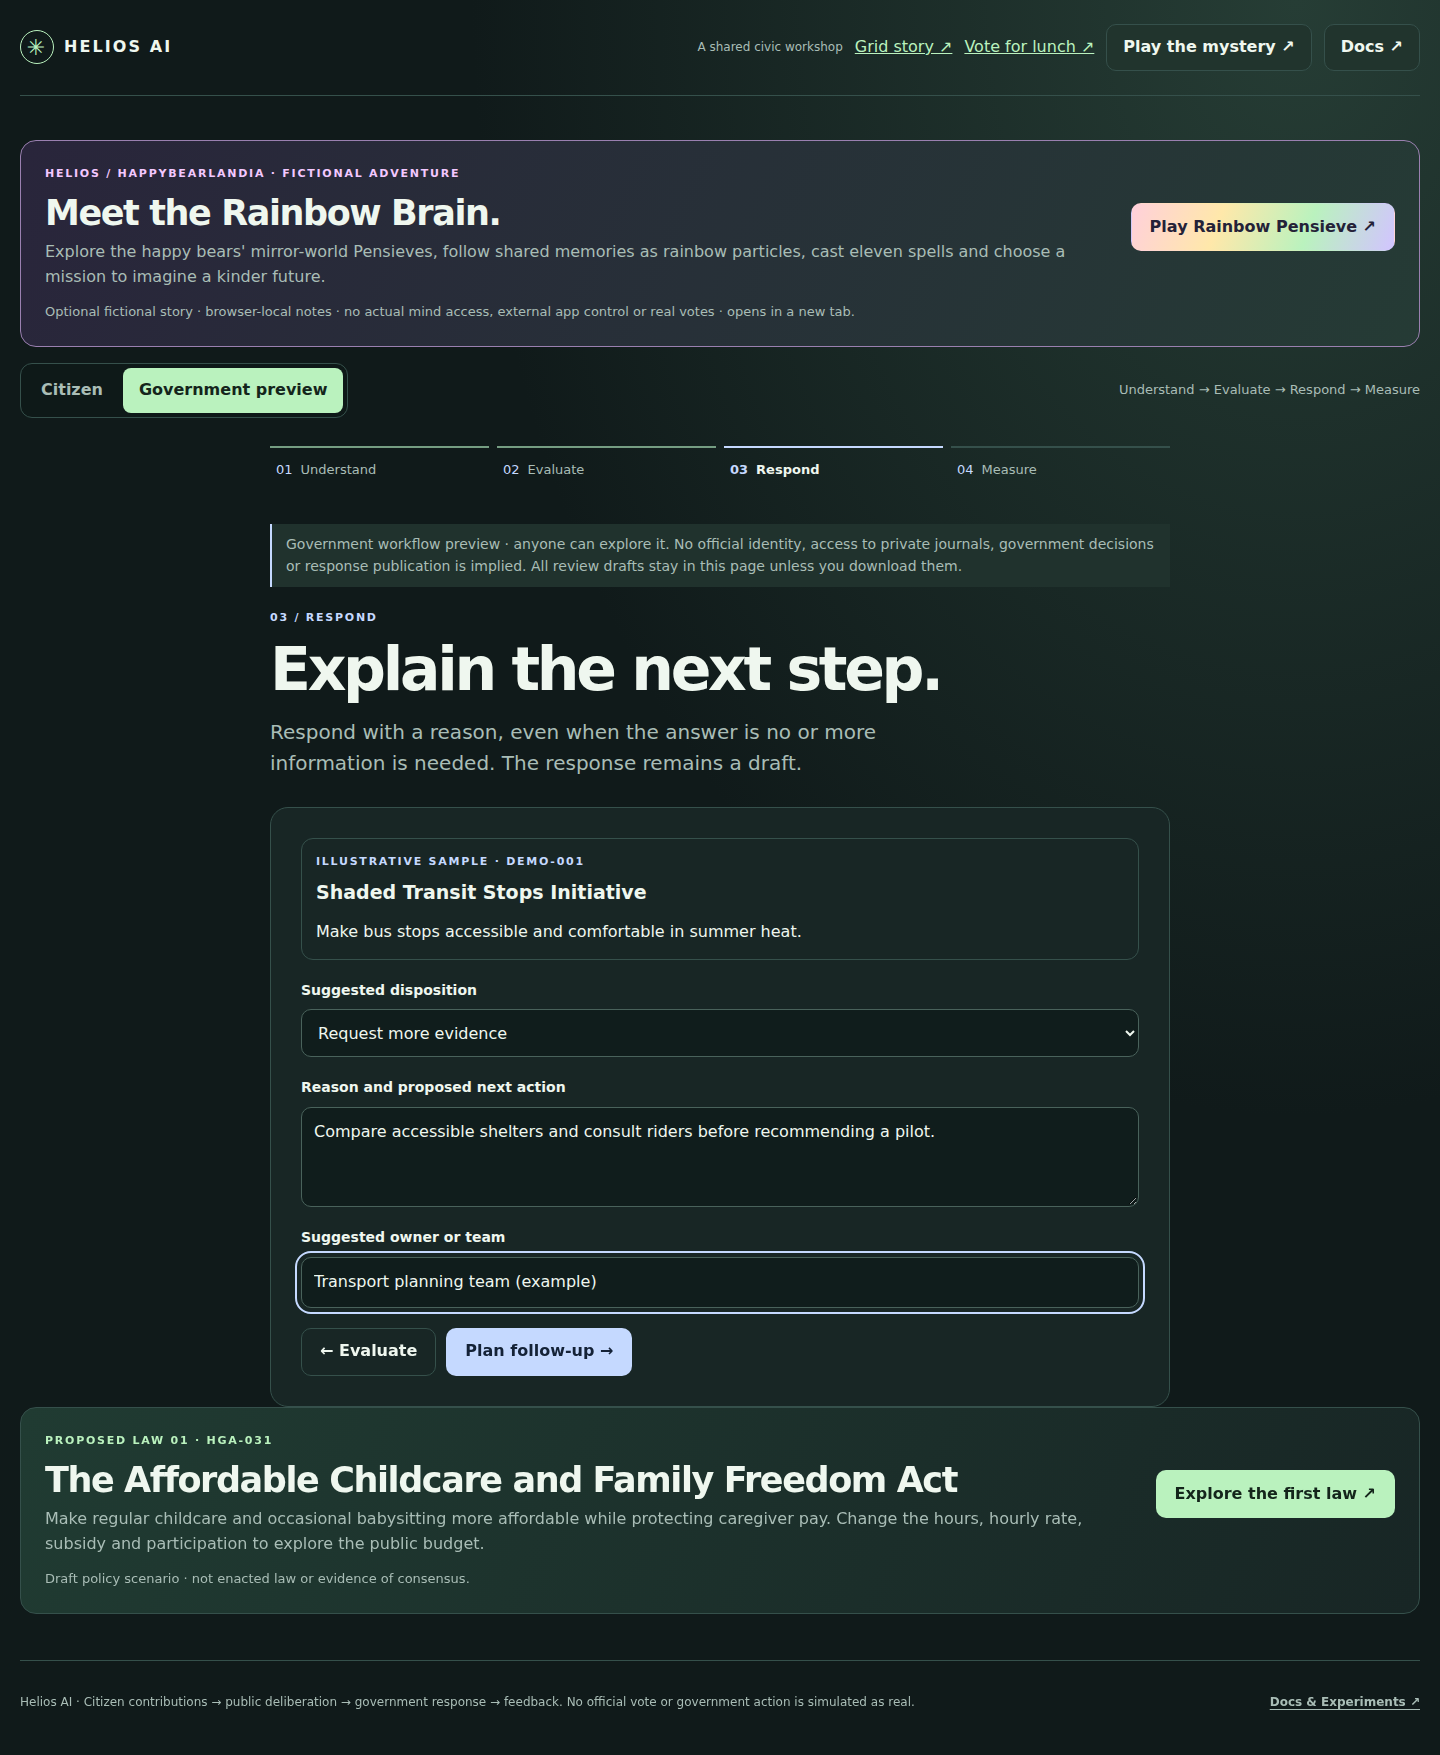 HELIOS AI
A shared civic workshop Grid story ↗ Vote for lunch ↗ Play the mystery ↗ Docs ↗
HELIOS / HAPPYBEARLANDIA · FICTIONAL ADVENTURE
Meet the Rainbow Brain.
Explore the happy bears' mirror-world Pensieves, follow shared memories as rainbow particles, cast eleven spells and choose a
mission to imagine a kinder future.
Optional fictional story · browser-local notes · no actual mind access, external app control or real votes · opens in a new tab.
Play Rainbow Pensieve ↗
Citizen Government preview
Understand → Evaluate → Respond → Measure
01 Understand
02 Evaluate
03 Respond
04 Measure
Government workflow preview · anyone can explore it. No official identity, access to private journals, government decisions
or response publication is implied. All review drafts stay in this page unless you download them.
03 / RESPOND
Explain the next step.
Respond with a reason, even when the answer is no or more
information is needed. The response remains a draft.
ILLUSTRATIVE SAMPLE · DEMO-001
Shaded Transit Stops Initiative
Make bus stops accessible and comfortable in summer heat.
Suggested disposition
Request more evidence
Reason and proposed next action
Compare accessible shelters and consult riders before recommending a pilot.
Suggested owner or team
Transport planning team (example)
← Evaluate
Plan follow-up →
PROPOSED LAW 01 · HGA-031
The Affordable Childcare and Family Freedom Act
Make regular childcare and occasional babysitting more affordable while protecting caregiver pay. Change the hours, hourly rate,
subsidy and participation to explore the public budget.
Draft policy scenario · not enacted law or evidence of consensus.
Explore the first law ↗
Helios AI · Citizen contributions → public deliberation → government response → feedback. No official vote or government action is simulated as real.
Docs & Experiments ↗